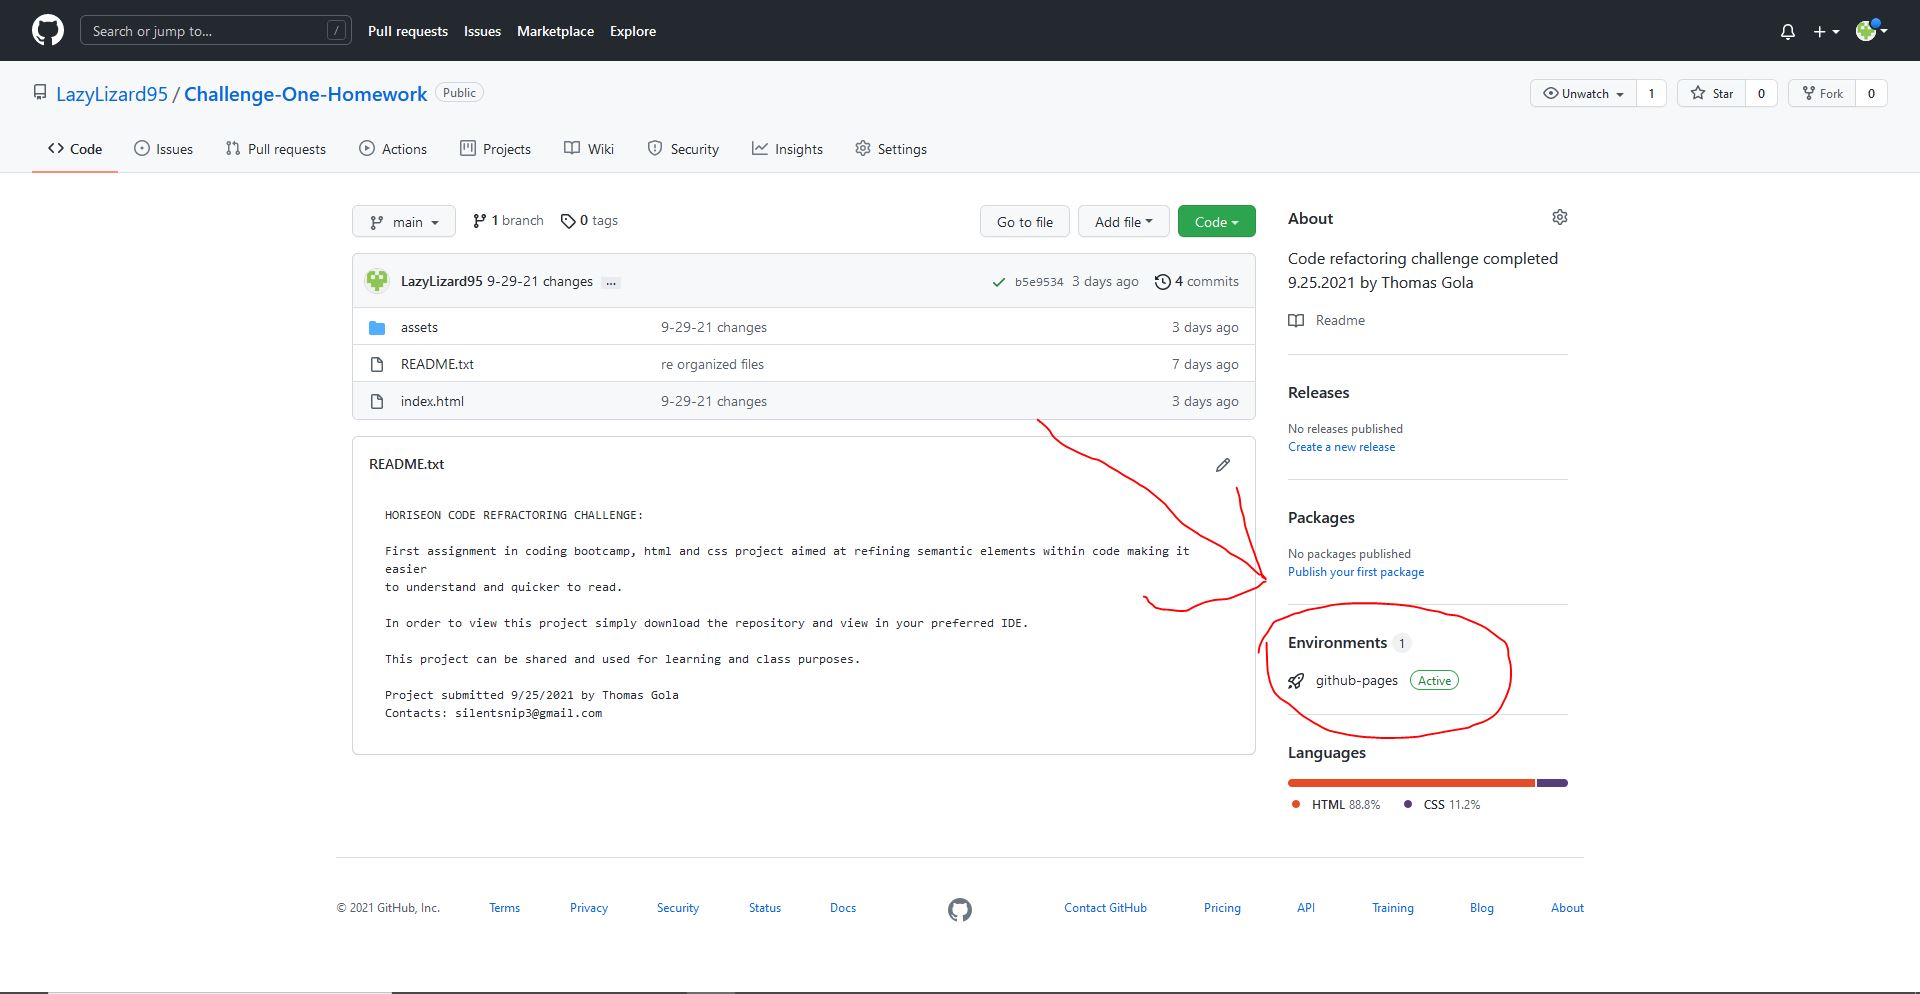 Search or jump to... /
Pull requests Issues Marketplace Explore
LazyLizard95 / Challenge-One-Homework Public
Unwatch 1 Star 0 Fork 0
Code Issues Pull requests Actions Projects Wiki Security Insights Settings
main 1 branch 0 tags
Go to file Add file Code
LazyLizard95 9-29-21 changes ... b5e9534 3 days ago 4 commits
assets 9-29-21 changes 3 days ago
README.txt re organized files 7 days ago
index.html 9-29-21 changes 3 days ago
README.txt
HORISEON CODE REFRACTORING CHALLENGE:
First assignment in coding bootcamp, html and css project aimed at refining semantic elements within code making it
easier
to understand and quicker to read.
In order to view this project simply download the repository and view in your preferred IDE.
This project can be shared and used for learning and class purposes.
Project submitted 9/25/2021 by Thomas Gola
Contacts: silentsnip3@gmail.com
About
Code refactoring challenge completed
9.25.2021 by Thomas Gola
Readme
Releases
No releases published
Create a new release
Packages
No packages published
Publish your first package
Environments 1
github-pages Active
Languages
HTML 88.8% CSS 11.2%
© 2021 GitHub, Inc. Terms Privacy Security Status Docs Contact GitHub Pricing API Training Blog About